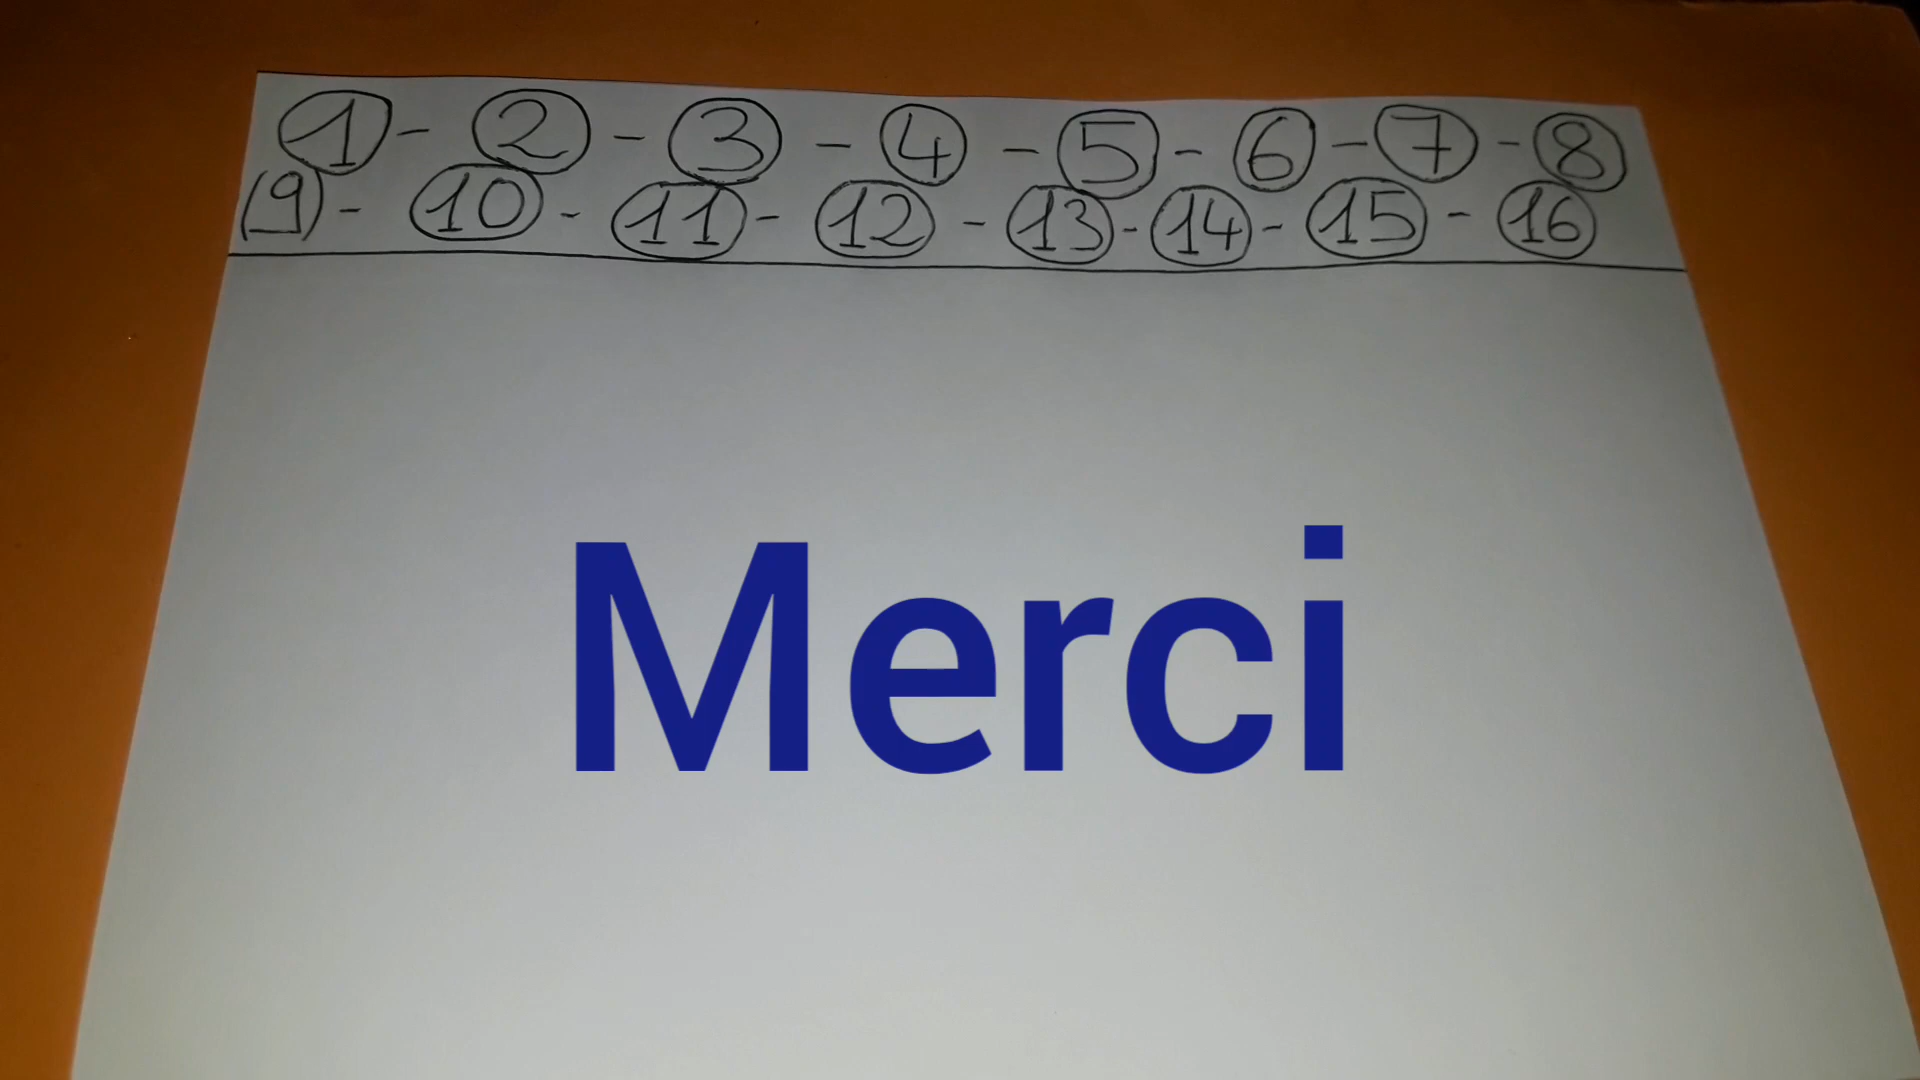 1 - 2 - 3 - 4 - 5 - 6 - 7 - 8
9 - 10 - 11 - 12 - 13 - 14 - 15 - 16
Merci